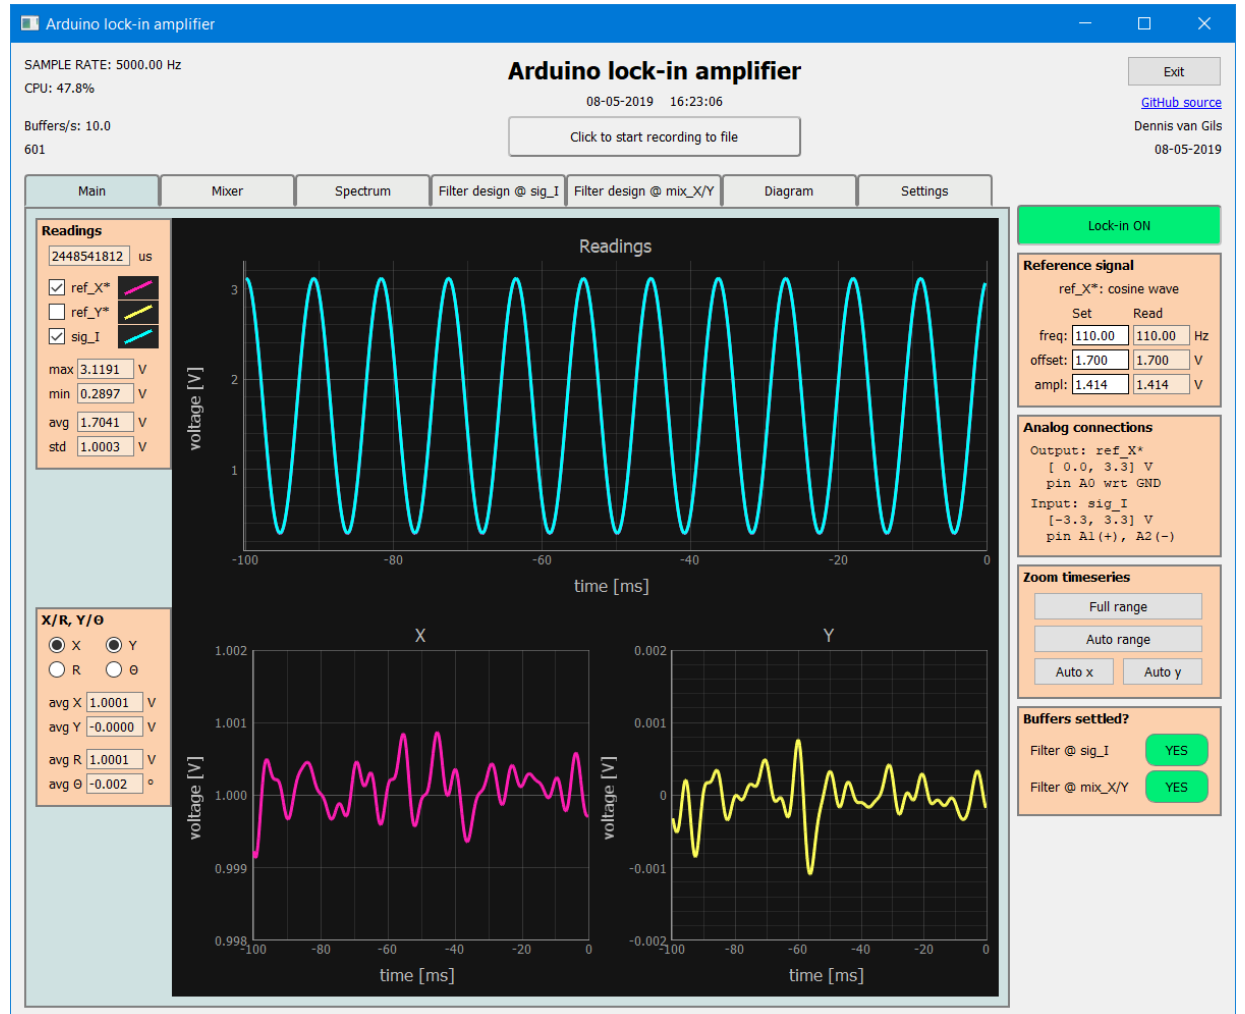 Arduino lock-in amplifier
SAMPLE RATE: 5000.00 Hz
CPU: 47.8%
Buffers/s: 10.0
601
Arduino lock-in amplifier
08-05-2019 16:23:06
Click to start recording to file
Exit
GitHub source
Dennis van Gils
08-05-2019
Main Mixer Spectrum Filter design @ sig_I Filter design @ mix_X/Y Diagram Settings
Readings
2448541812 us
ref_X*
ref_Y*
sig_I
max 3.1191 V
min 0.2897 V
avg 1.7041 V
std 1.0003 V
Readings
voltage [V]
3
2
1
-100 -80 -60 -40 -20 0
time [ms]
X/R, Y/Θ
X Y
R Θ
avg X 1.0001 V
avg Y -0.0000 V
avg R 1.0001 V
avg Θ -0.002 °
X
voltage [V]
1.002
1.001
1.000
0.999
0.998
-100 -80 -60 -40 -20 0
time [ms]
Y
voltage [V]
0.002
0.001
0
-0.001
-0.002
-100 -80 -60 -40 -20 0
time [ms]
Lock-in ON
Reference signal
ref_X*: cosine wave
Set Read
freq: 110.00 110.00 Hz
offset: 1.700 1.700 V
ampl: 1.414 1.414 V
Analog connections
Output: ref_X*
[ 0.0, 3.3] V
pin A0 wrt GND
Input: sig_I
[-3.3, 3.3] V
pin A1(+), A2(-)
Zoom timeseries
Full range
Auto range
Auto x Auto y
Buffers settled?
Filter @ sig_I YES
Filter @ mix_X/Y YES